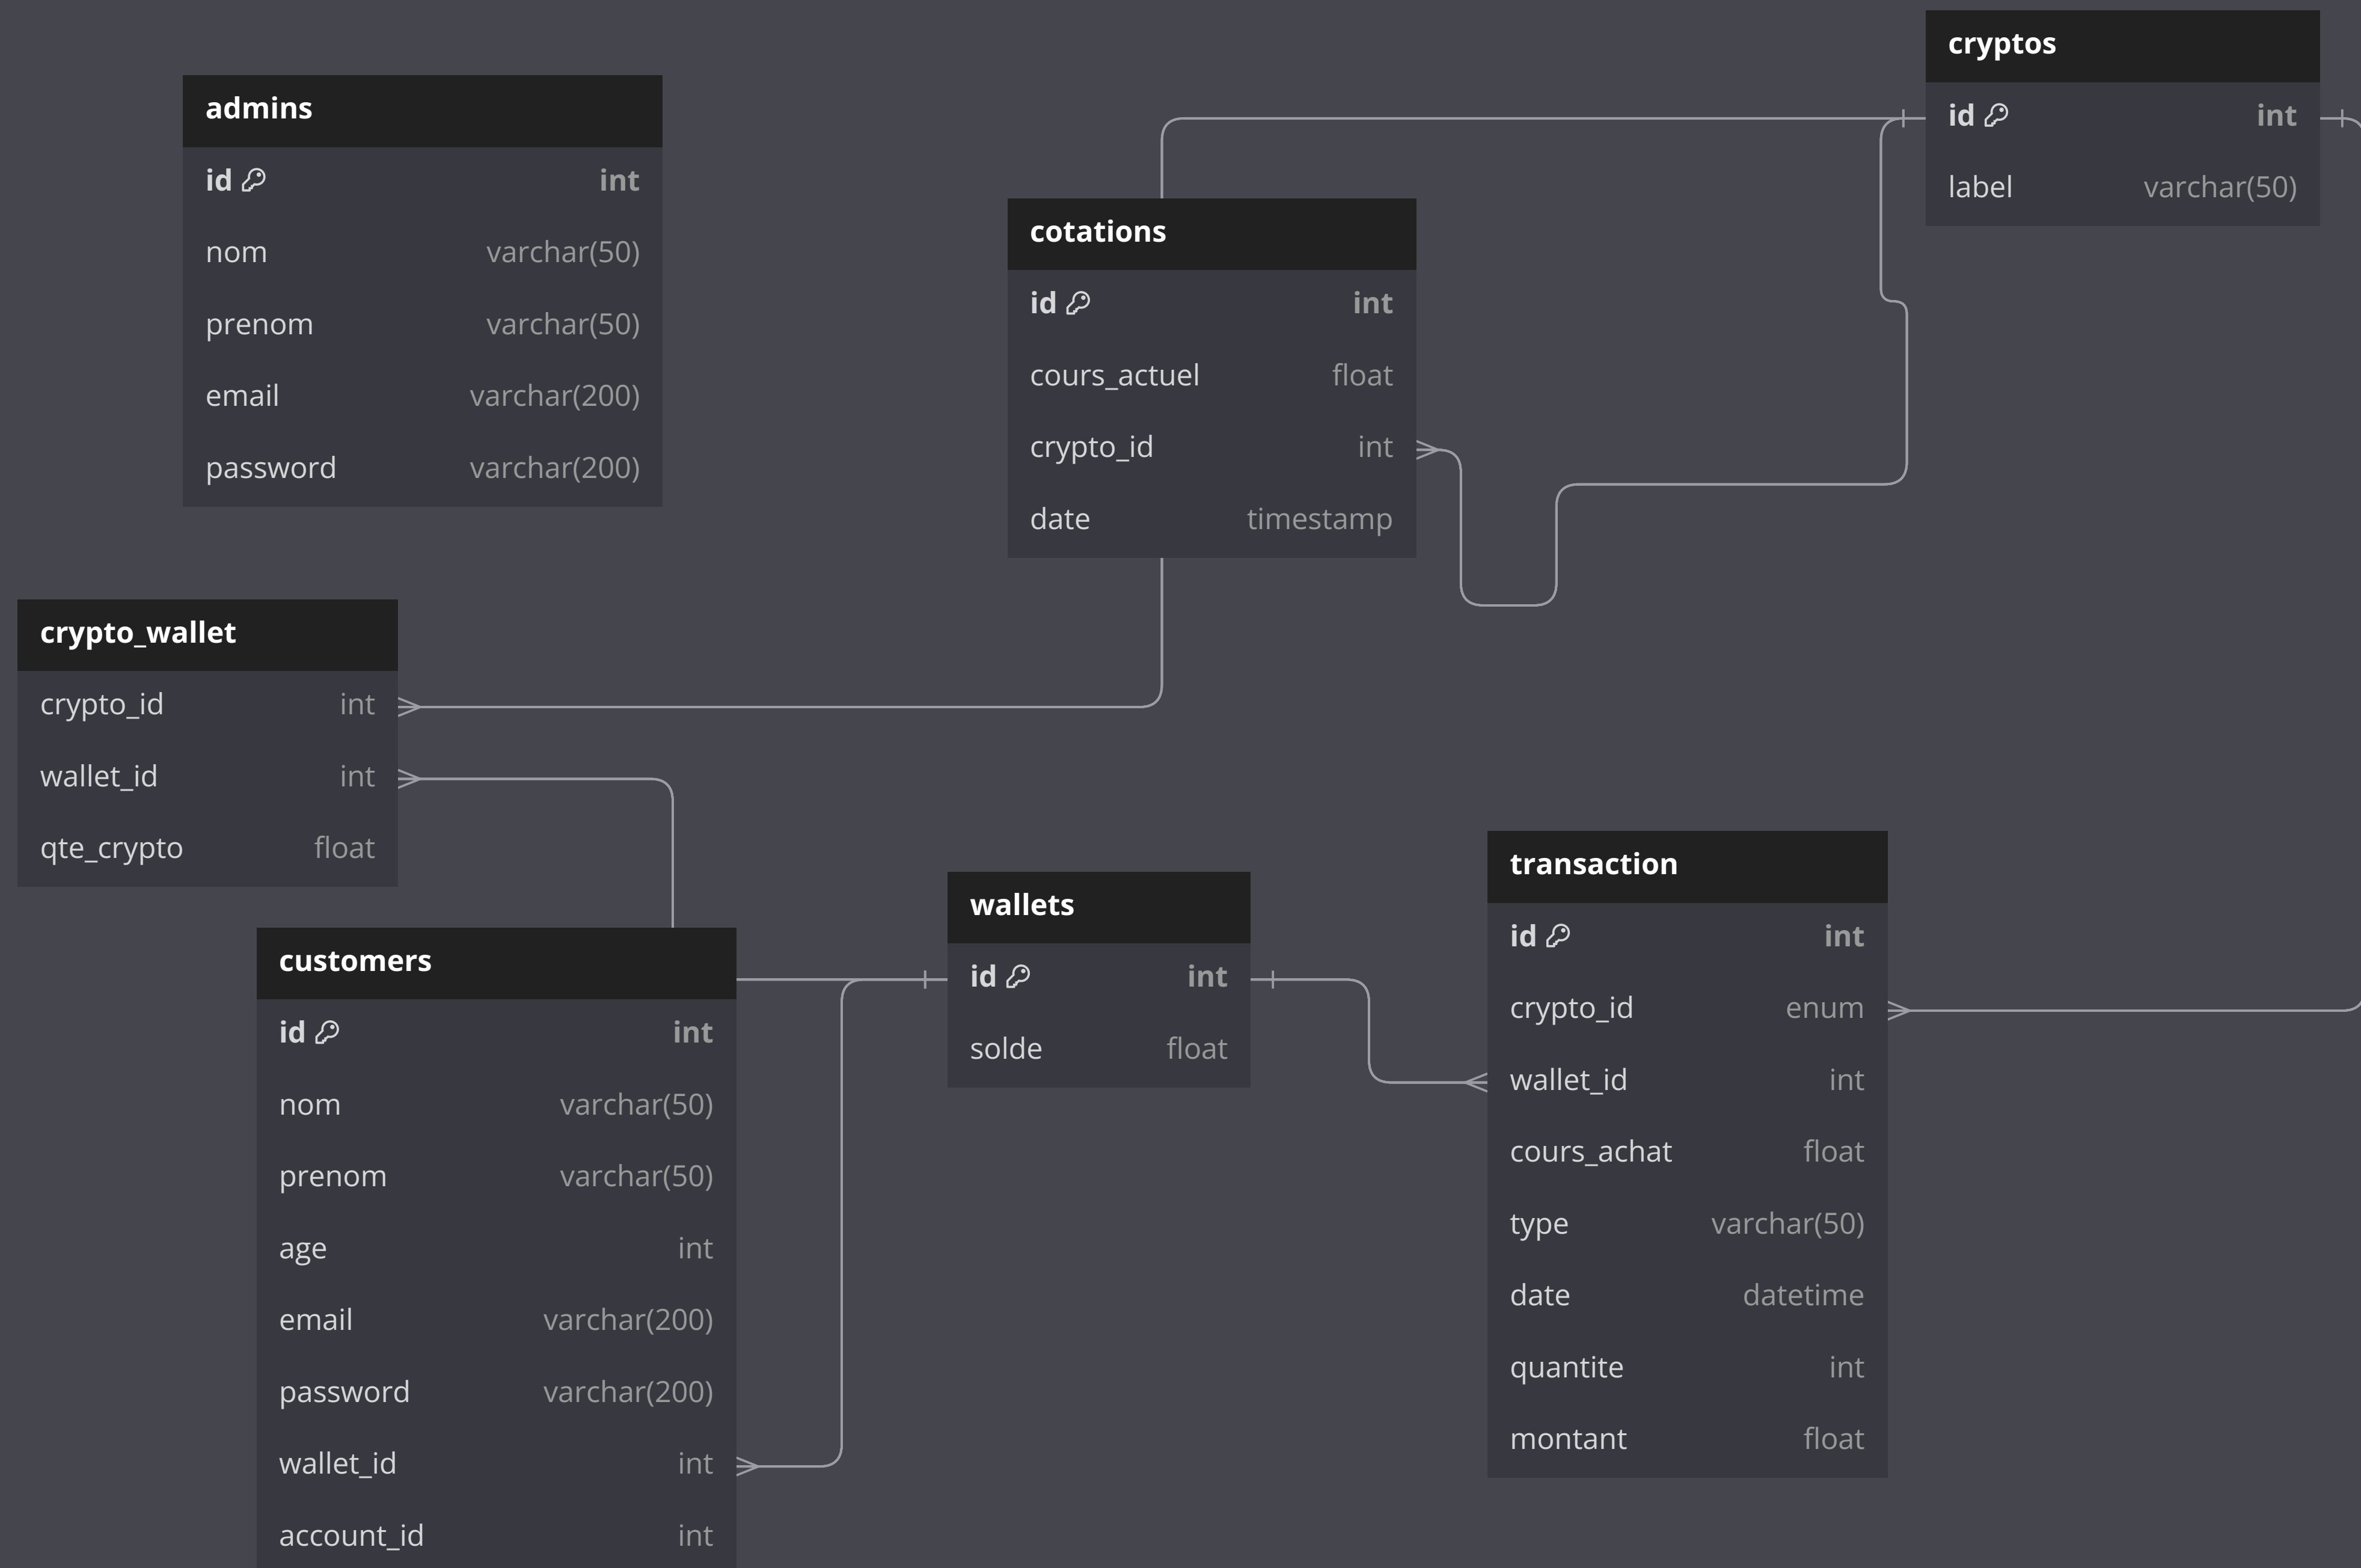 cryptos
id int
label varchar(50)
admins
id int
nom varchar(50)
prenom varchar(50)
email varchar(200)
password varchar(200)
cotations
id int
cours_actuel float
crypto_id int
date timestamp
crypto_wallet
crypto_id int
wallet_id int
qte_crypto float
customers
id int
nom varchar(50)
prenom varchar(50)
age int
email varchar(200)
password varchar(200)
wallet_id int
account_id int
wallets
id int
solde float
transaction
id int
crypto_id enum
wallet_id int
cours_achat float
type varchar(50)
date datetime
quantite int
montant float